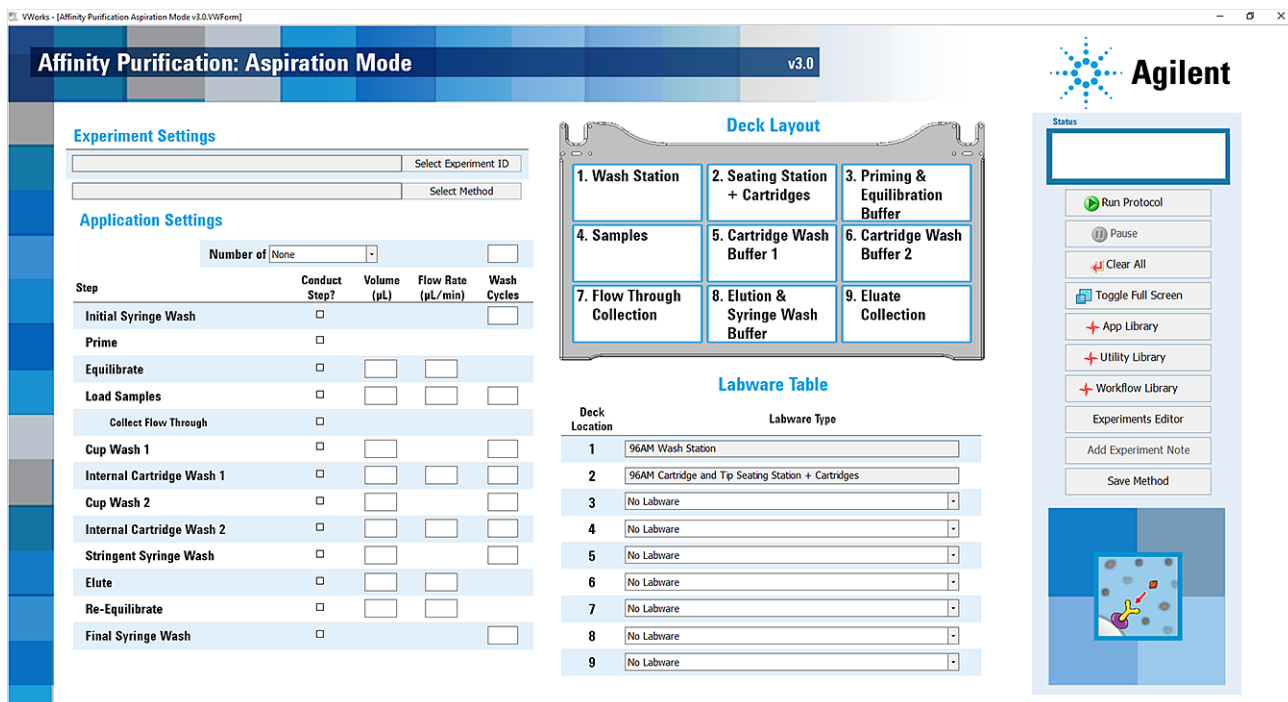 VWorks - [Affinity Purification Aspiration Mode v3.0.VWForm]
Affinity Purification: Aspiration Mode
v3.0
Agilent
Experiment Settings
Select Experiment ID
Select Method
Application Settings
Number of None
Step
Conduct
Step?
Volume
(µL)
Flow Rate
(µL/min)
Wash
Cycles
Initial Syringe Wash
Prime
Equilibrate
Load Samples
Collect Flow Through
Cup Wash 1
Internal Cartridge Wash 1
Cup Wash 2
Internal Cartridge Wash 2
Stringent Syringe Wash
Elute
Re-Equilibrate
Final Syringe Wash
Deck Layout
1. Wash Station
2. Seating Station
+ Cartridges
3. Priming &
Equilibration
Buffer
4. Samples
5. Cartridge Wash
Buffer 1
6. Cartridge Wash
Buffer 2
7. Flow Through
Collection
8. Elution &
Syringe Wash
Buffer
9. Eluate
Collection
Labware Table
Deck
Location
Labware Type
1 96AM Wash Station
2 96AM Cartridge and Tip Seating Station + Cartridges
3 No Labware
4 No Labware
5 No Labware
6 No Labware
7 No Labware
8 No Labware
9 No Labware
Status
Run Protocol
Pause
Clear All
Toggle Full Screen
App Library
Utility Library
Workflow Library
Experiments Editor
Add Experiment Note
Save Method